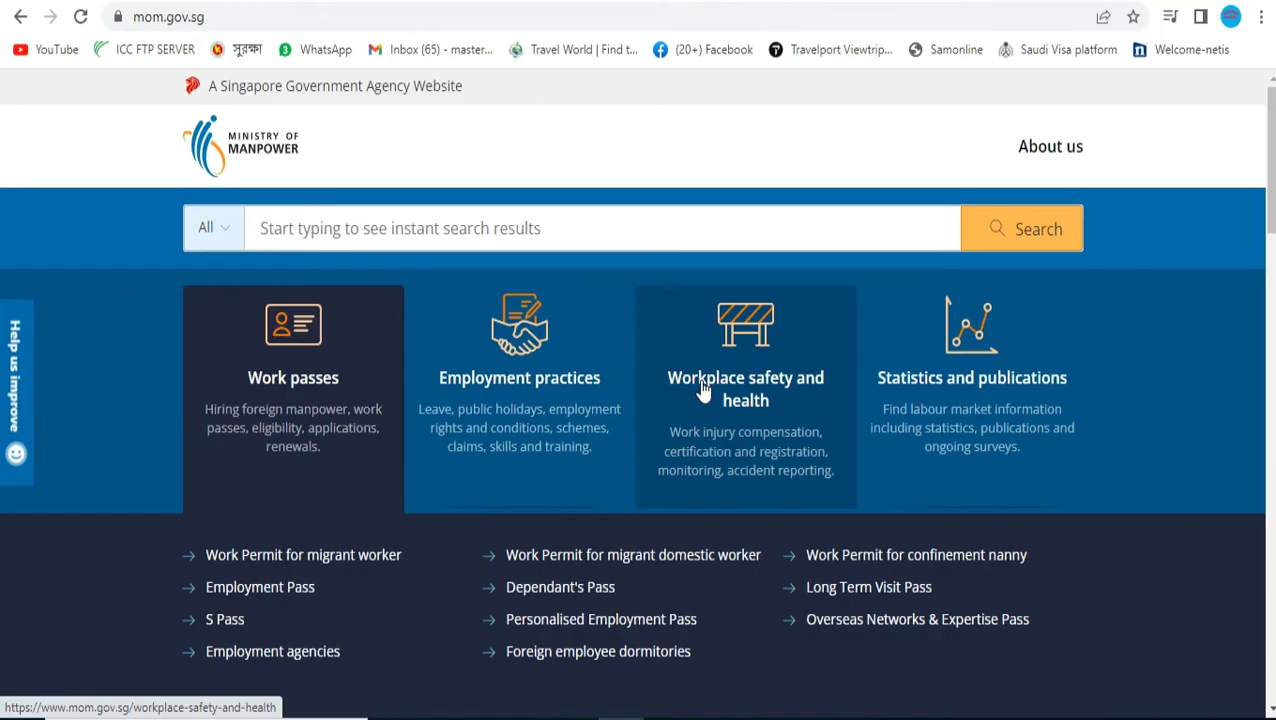 mom.gov.sg
YouTube
ICC FTP SERVER
সুরক্ষা
WhatsApp
Inbox (65) - master...
Travel World | Find t...
(20+) Facebook
Travelport Viewtrip...
Samonline
Saudi Visa platform
Welcome-netis
A Singapore Government Agency Website
MINISTRY OF
MANPOWER
About us
All
Start typing to see instant search results
Search
Help us improve
Work passes
Hiring foreign manpower, work
passes, eligibility, applications,
renewals.
Employment practices
Leave, public holidays, employment
rights and conditions, schemes,
claims, skills and training.
Workplace safety and
health
Work injury compensation,
certification and registration,
monitoring, accident reporting.
Statistics and publications
Find labour market information
including statistics, publications and
ongoing surveys.
Work Permit for migrant worker
Employment Pass
S Pass
Employment agencies
Work Permit for migrant domestic worker
Dependant's Pass
Personalised Employment Pass
Foreign employee dormitories
Work Permit for confinement nanny
Long Term Visit Pass
Overseas Networks & Expertise Pass
https://www.mom.gov.sg/workplace-safety-and-health